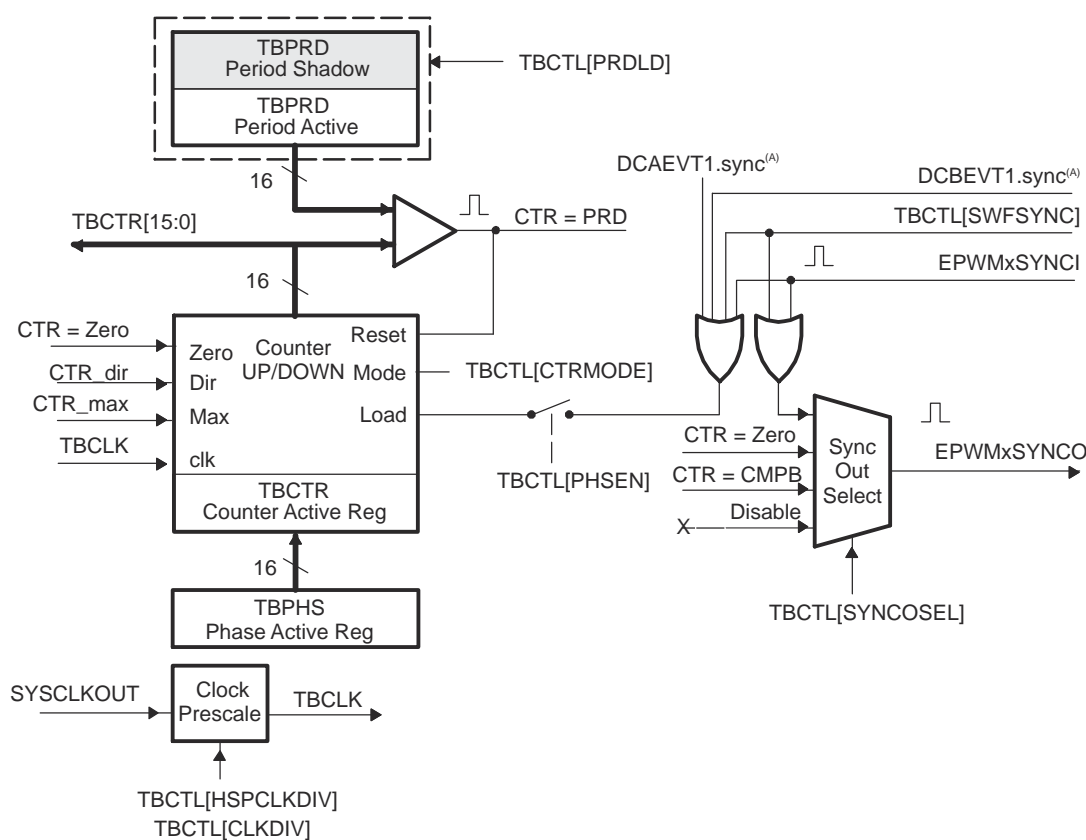 TBPRD
Period Shadow
TBPRD
Period Active
TBCTL[PRDLD]
16
TBCTR[15:0]
CTR = PRD
16
DCAEVT1.sync(A)
DCBEVT1.sync(A)
TBCTL[SWFSYNC]
EPWMxSYNCI
CTR = Zero
CTR_dir
CTR_max
TBCLK
Zero
Dir
Max
clk
Counter
UP/DOWN
Reset
Mode
Load
TBCTL[CTRMODE]
TBCTL[PHSEN]
TBCTR
Counter Active Reg
16
TBPHS
Phase Active Reg
CTR = Zero
CTR = CMPB
Disable
X
Sync
Out
Select
EPWMxSYNCO
TBCTL[SYNCOSEL]
SYSCLKOUT
Clock
Prescale
TBCLK
TBCTL[HSPCLKDIV]
TBCTL[CLKDIV]